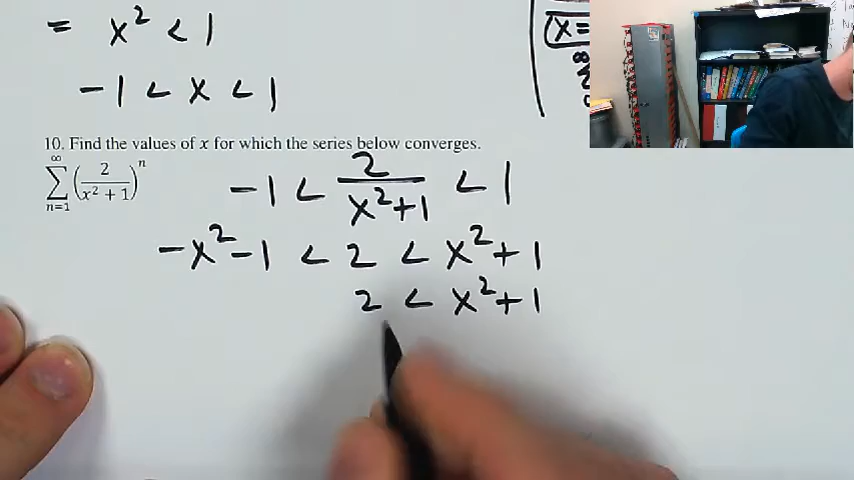 = x² < 1
-1 < x < 1
x =
∞
10. Find the values of x for which the series below converges.
∞ ∑ n=1 (2/(x² + 1))ⁿ
-1 < 2/(x²+1) < 1
-x²-1 < 2 < x²+1
2 < x²+1